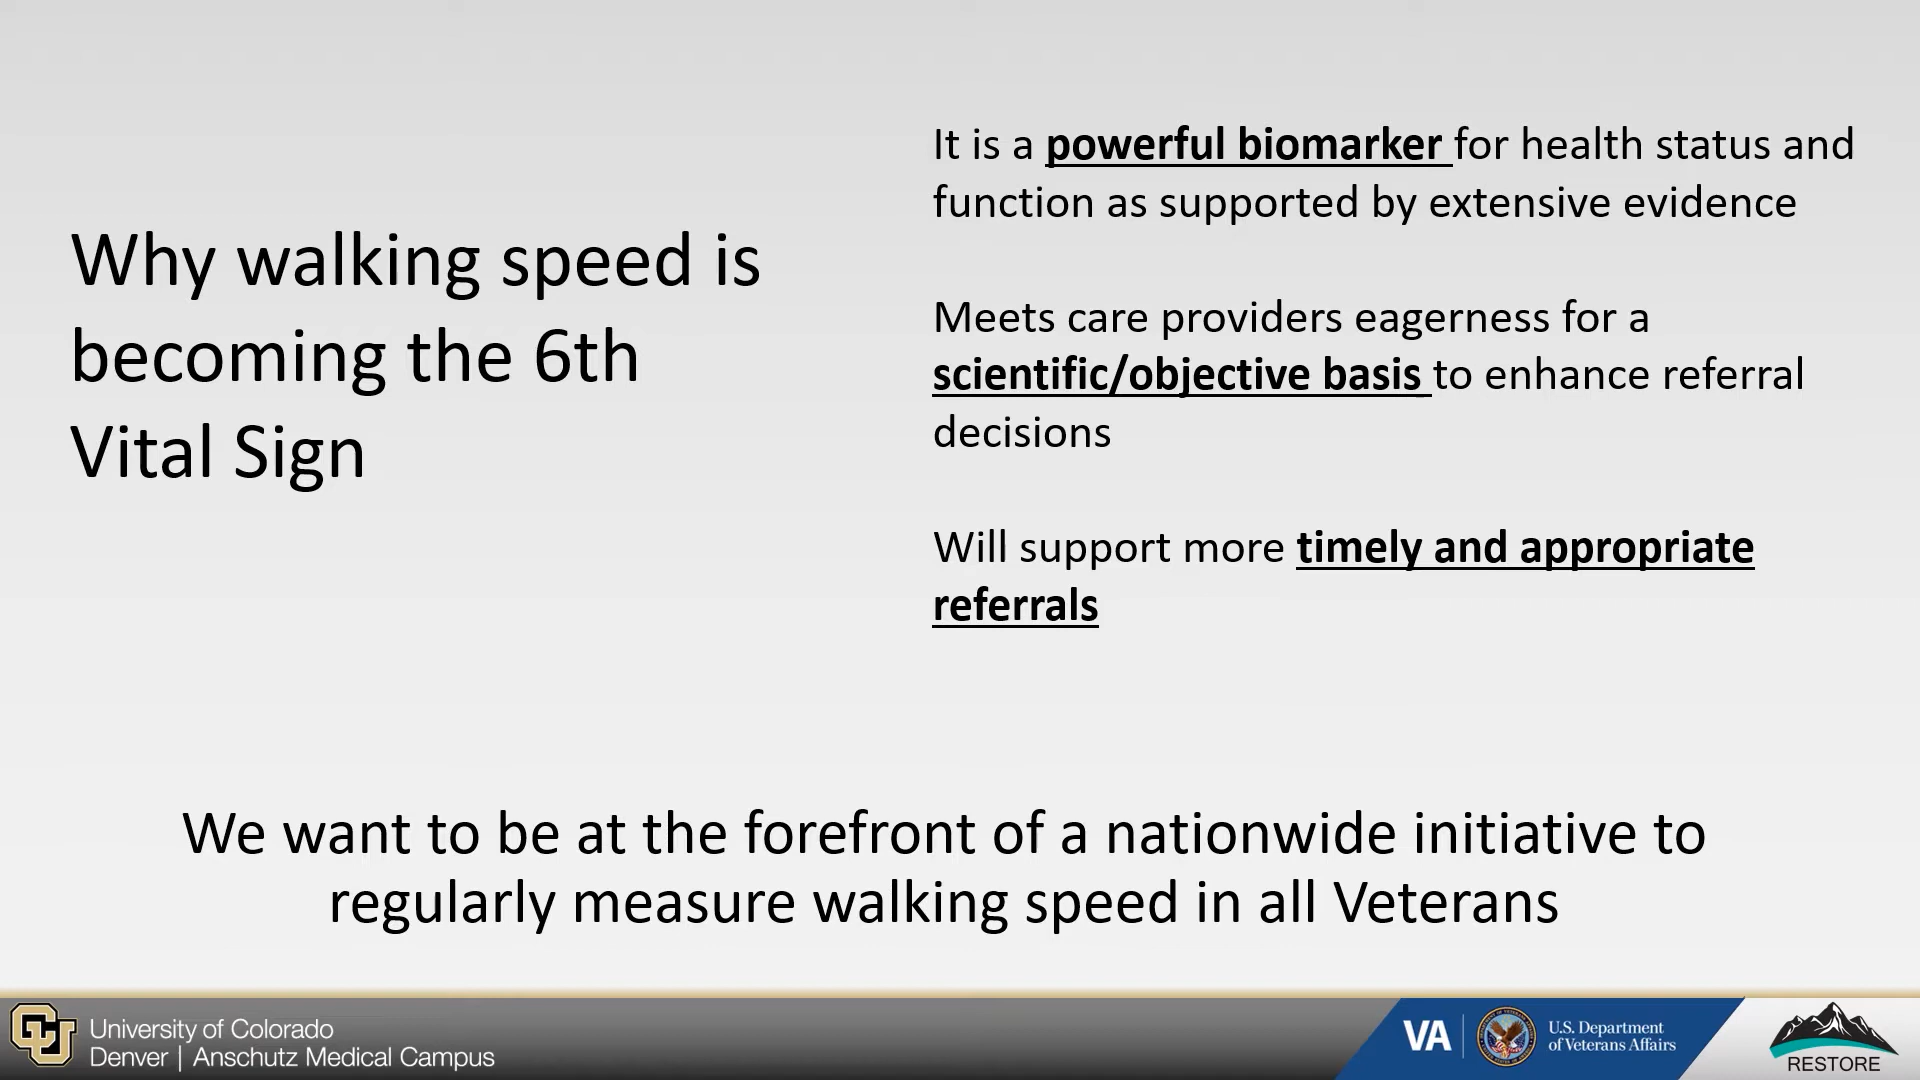 Why walking speed is
becoming the 6th
Vital Sign
It is a powerful biomarker for health status and
function as supported by extensive evidence
Meets care providers eagerness for a
scientific/objective basis to enhance referral
decisions
Will support more timely and appropriate
referrals
We want to be at the forefront of a nationwide initiative to
regularly measure walking speed in all Veterans
CU
University of Colorado
Denver | Anschutz Medical Campus
VA
U.S. Department
of Veterans Affairs
RESTORE